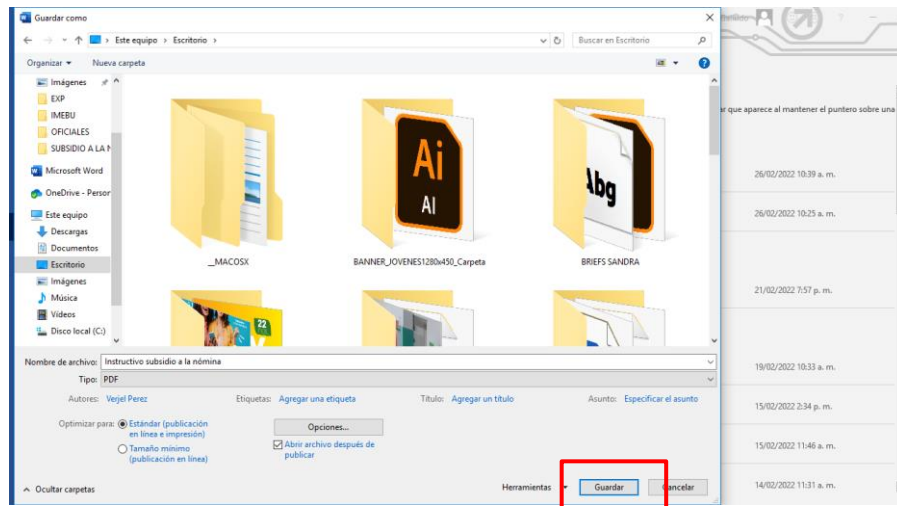 Guardar como
Este equipo > Escritorio >
Buscar en Escritorio
Organizar
Nueva carpeta
Imágenes
EXP
IMEBU
OFICIALES
SUBSIDIO A LA
Microsoft Word
OneDrive - Person
Este equipo
Descargas
Documentos
Escritorio
Imágenes
Música
Vídeos
Disco local (C:)
Ai
AI
Abg
__MACOSX
BANNER_JOVENES1280x450_Carpeta
BRIEFS SANDRA
22
ar que aparece al mantener el puntero sobre una
26/02/2022 10:39 a. m.
26/02/2022 10:25 a. m.
21/02/2022 7:57 p. m.
19/02/2022 10:33 a. m.
15/02/2022 2:34 p. m.
15/02/2022 11:46 a. m.
14/02/2022 11:31 a. m.
Nombre de archivo: Instructivo subsidio a la nómina
Tipo: PDF
Autores: Verjel Perez
Etiquetas: Agregar una etiqueta
Título: Agregar un título
Asunto: Especificar el asunto
Optimizar para: Estándar (publicación
en línea e impresión)
Tamaño mínimo
(publicación en línea)
Opciones...
Abrir archivo después de
publicar
Ocultar carpetas
Herramientas
Guardar
Cancelar